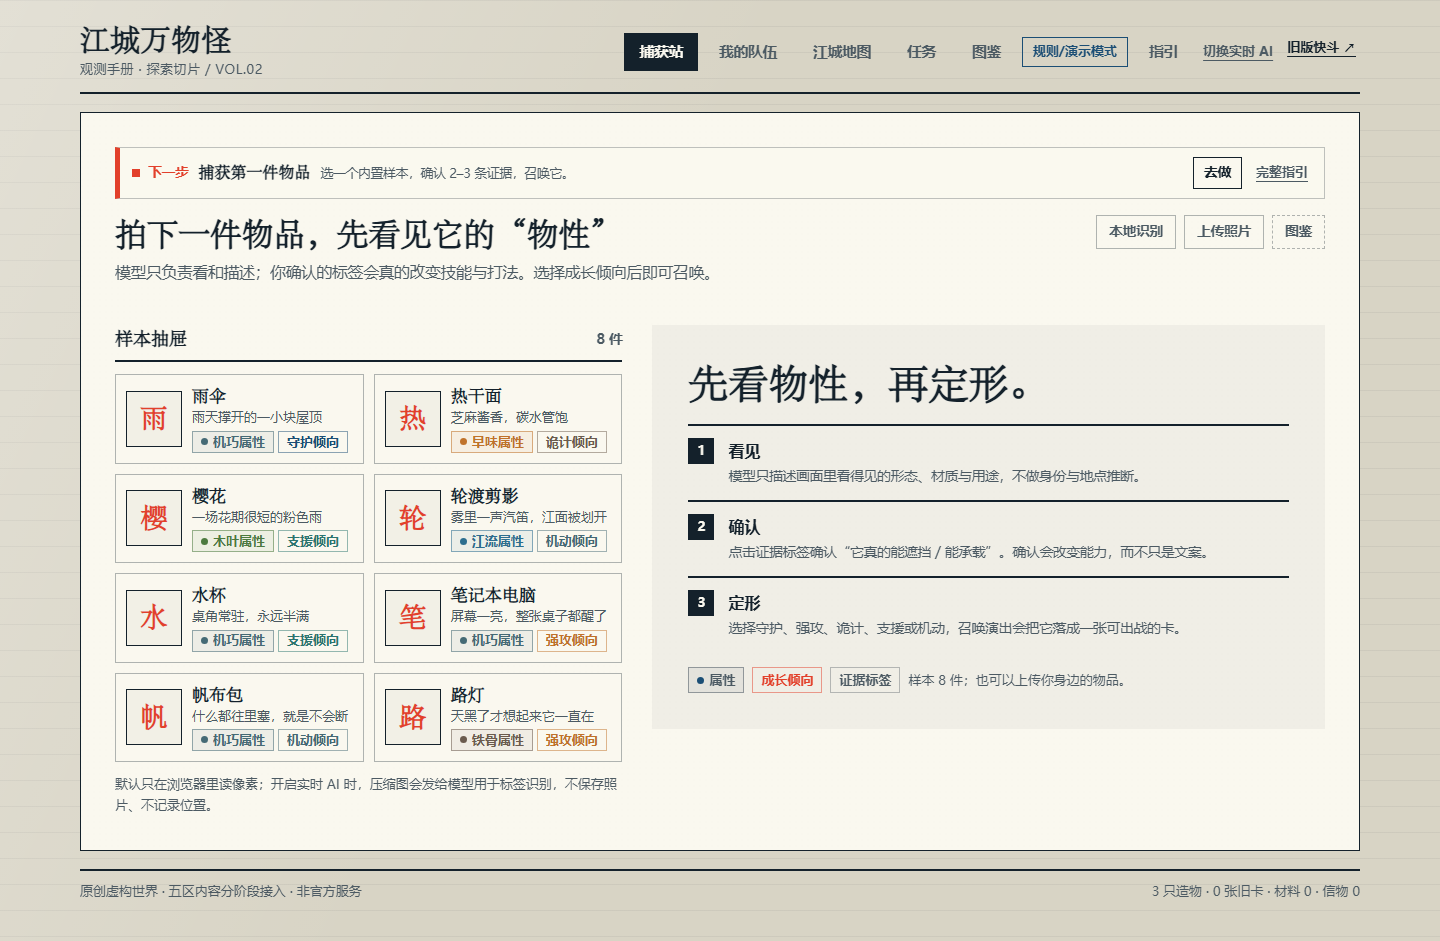 江城万物怪
观测手册 · 探索切片 / VOL.02
捕获站 我的队伍 江城地图 任务 图鉴 规则/演示模式 指引 切换实时 AI 旧版快斗 ↗
下一步 捕获第一件物品 选一个内置样本，确认 2–3 条证据，召唤它。 去做 完整指引
拍下一件物品，先看见它的“物性”
本地识别 上传照片 图鉴
模型只负责看和描述；你确认的标签会真的改变技能与打法。选择成长倾向后即可召唤。
样本抽屉 8 件
雨
雨伞
雨天撑开的一小块屋顶
机巧属性 守护倾向
热
热干面
芝麻酱香，碳水管饱
早味属性 诡计倾向
樱
樱花
一场花期很短的粉色雨
木叶属性 支援倾向
轮
轮渡剪影
雾里一声汽笛，江面被划开
江流属性 机动倾向
水
水杯
桌角常驻，永远半满
机巧属性 支援倾向
笔
笔记本电脑
屏幕一亮，整张桌子都醒了
机巧属性 强攻倾向
帆
帆布包
什么都往里塞，就是不会断
机巧属性 机动倾向
路
路灯
天黑了才想起来它一直在
铁骨属性 强攻倾向
默认只在浏览器里读像素；开启实时 AI 时，压缩图会发给模型用于标签识别，不保存照
片、不记录位置。
先看物性，再定形。
1 看见
模型只描述画面里看得见的形态、材质与用途，不做身份与地点推断。
2 确认
点击证据标签确认“它真的能遮挡 / 能承载”。确认会改变能力，而不只是文案。
3 定形
选择守护、强攻、诡计、支援或机动，召唤演出会把它落成一张可出战的卡。
属性 成长倾向 证据标签 样本 8 件；也可以上传你身边的物品。
原创虚构世界 · 五区内容分阶段接入 · 非官方服务
3 只造物 · 0 张旧卡 · 材料 0 · 信物 0